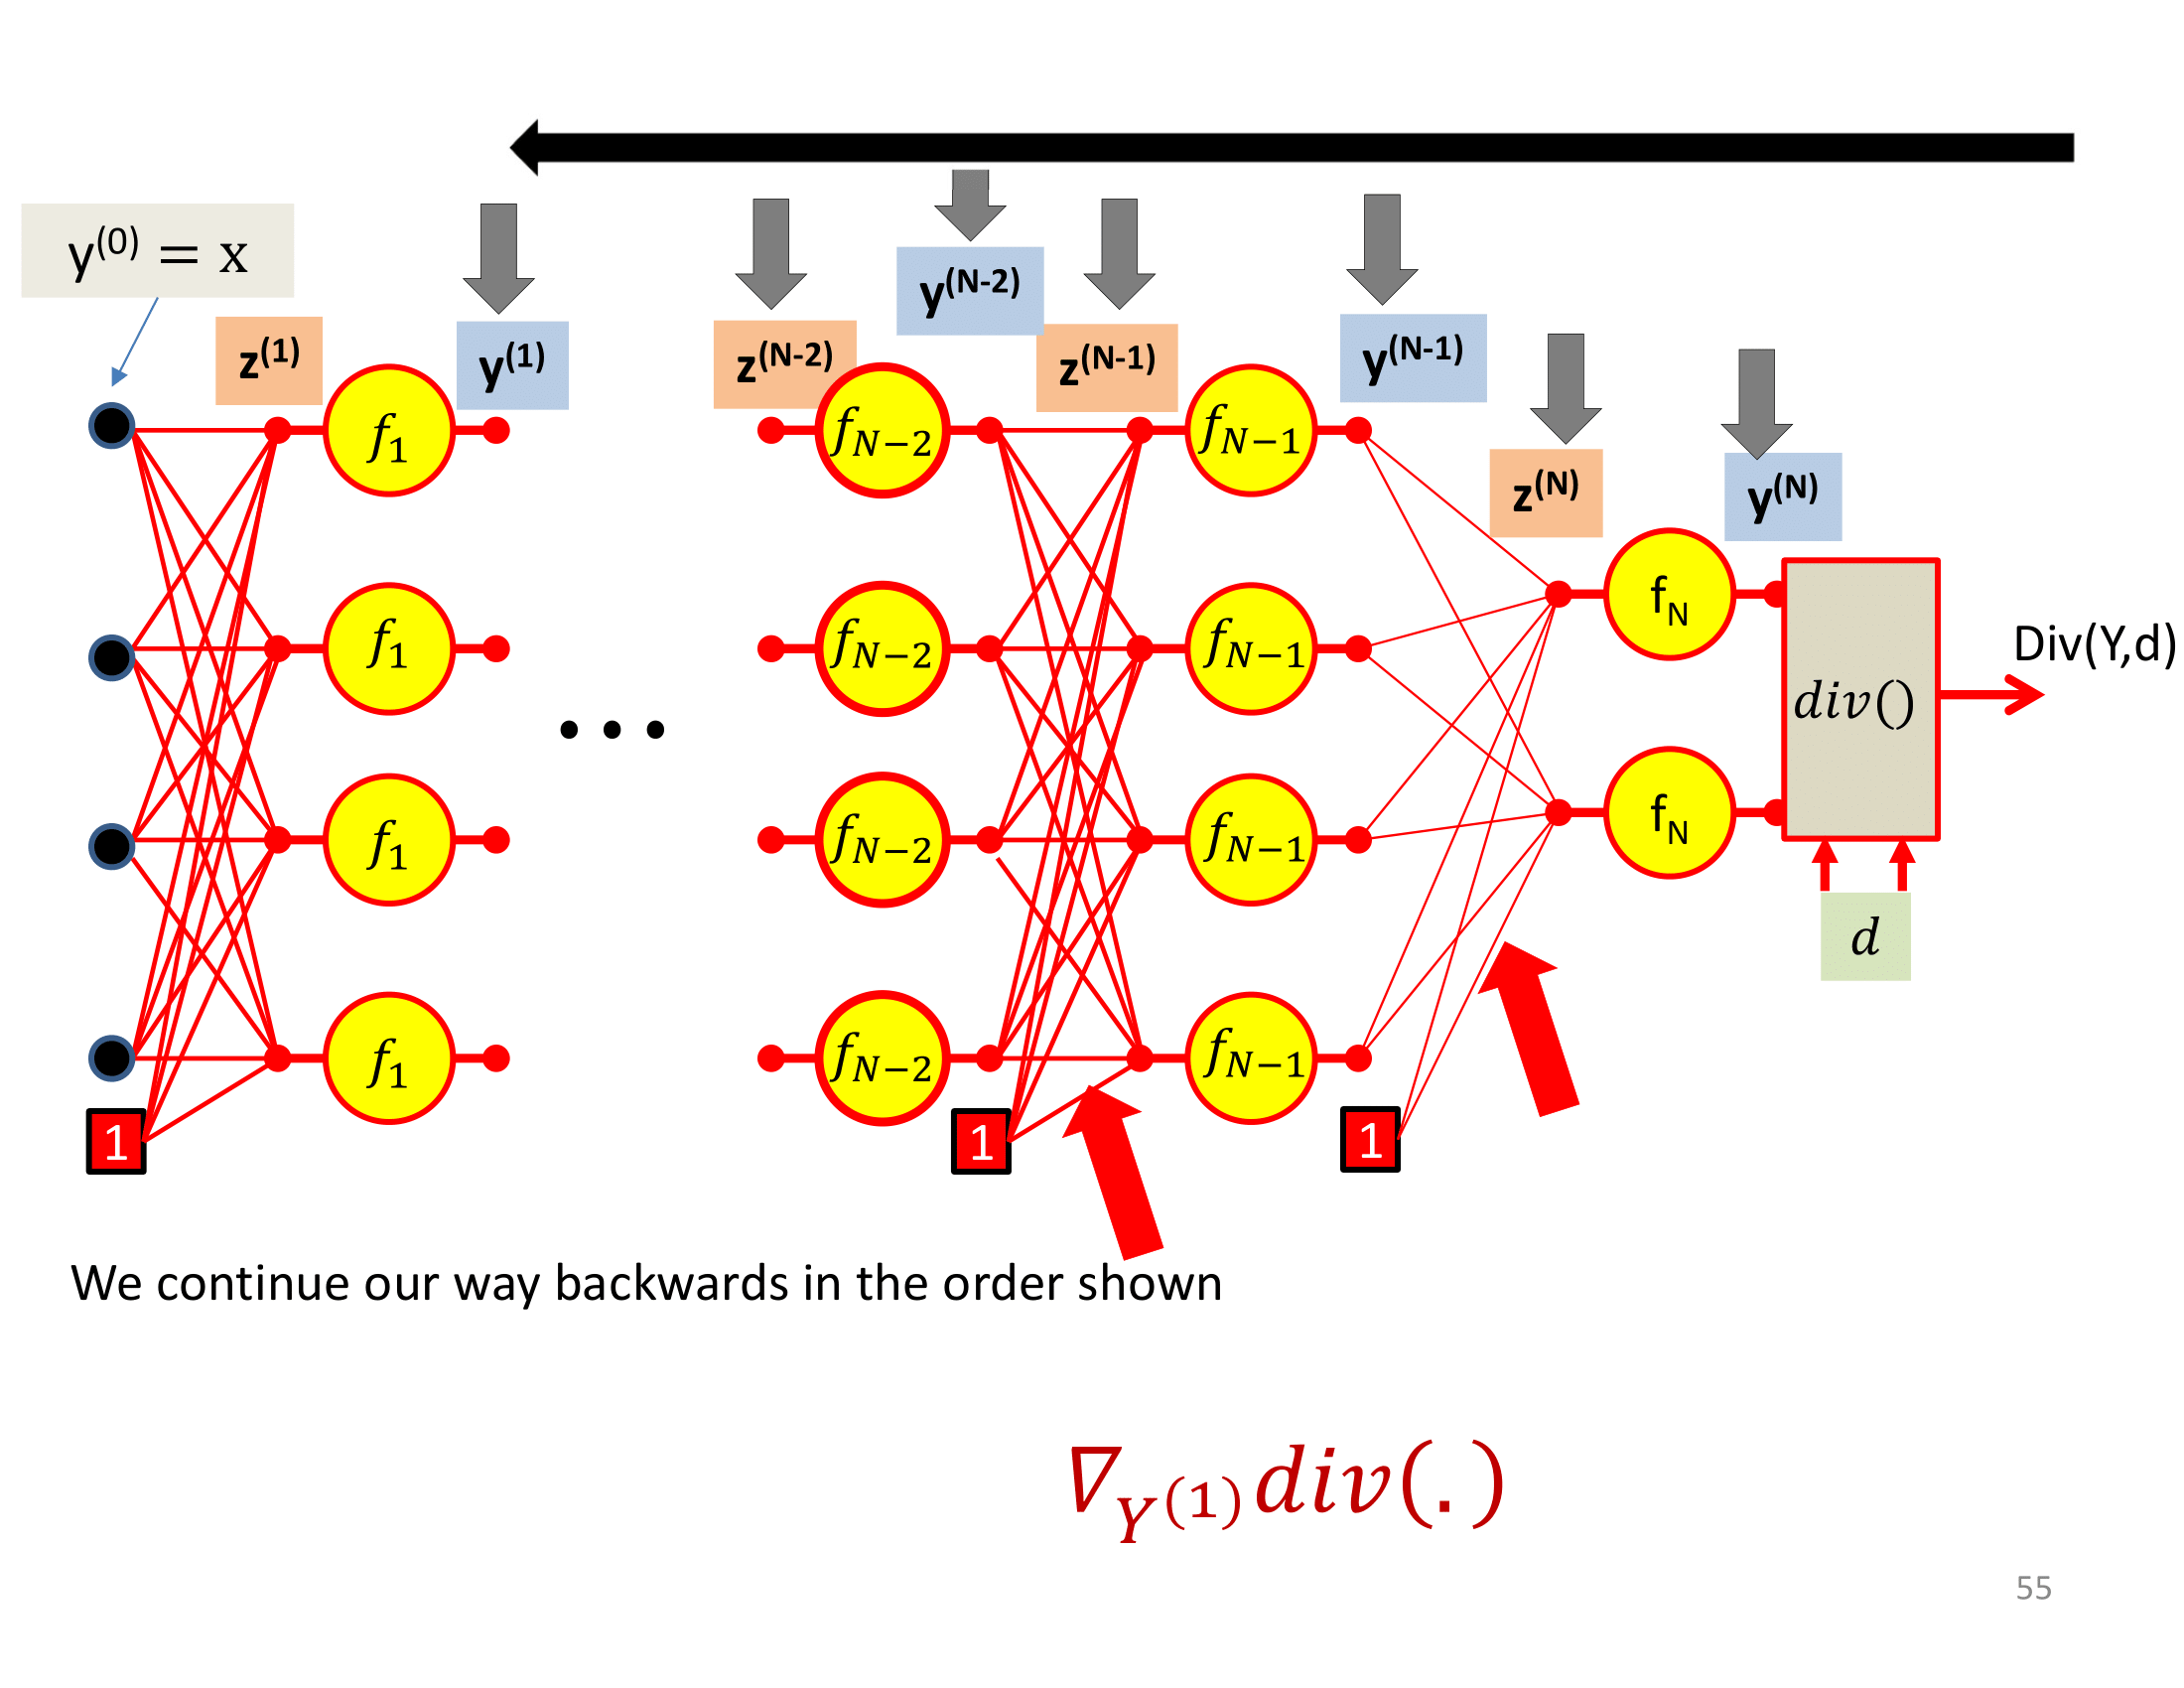 y^(0) = x
z^(1)
y^(1)
z^(N-2)
y^(N-2)
z^(N-1)
y^(N-1)
z^(N)
y^(N)
f_1
f_{N−2}
f_{N−1}
f_N
f_1
f_{N−2}
f_{N−1}
Div(Y,d)
div()
...
f_1
f_{N−2}
f_{N−1}
f_N
d
f_1
f_{N−2}
f_{N−1}
1
1
1
We continue our way backwards in the order shown
∇_{Y^(1)} div(.)
55